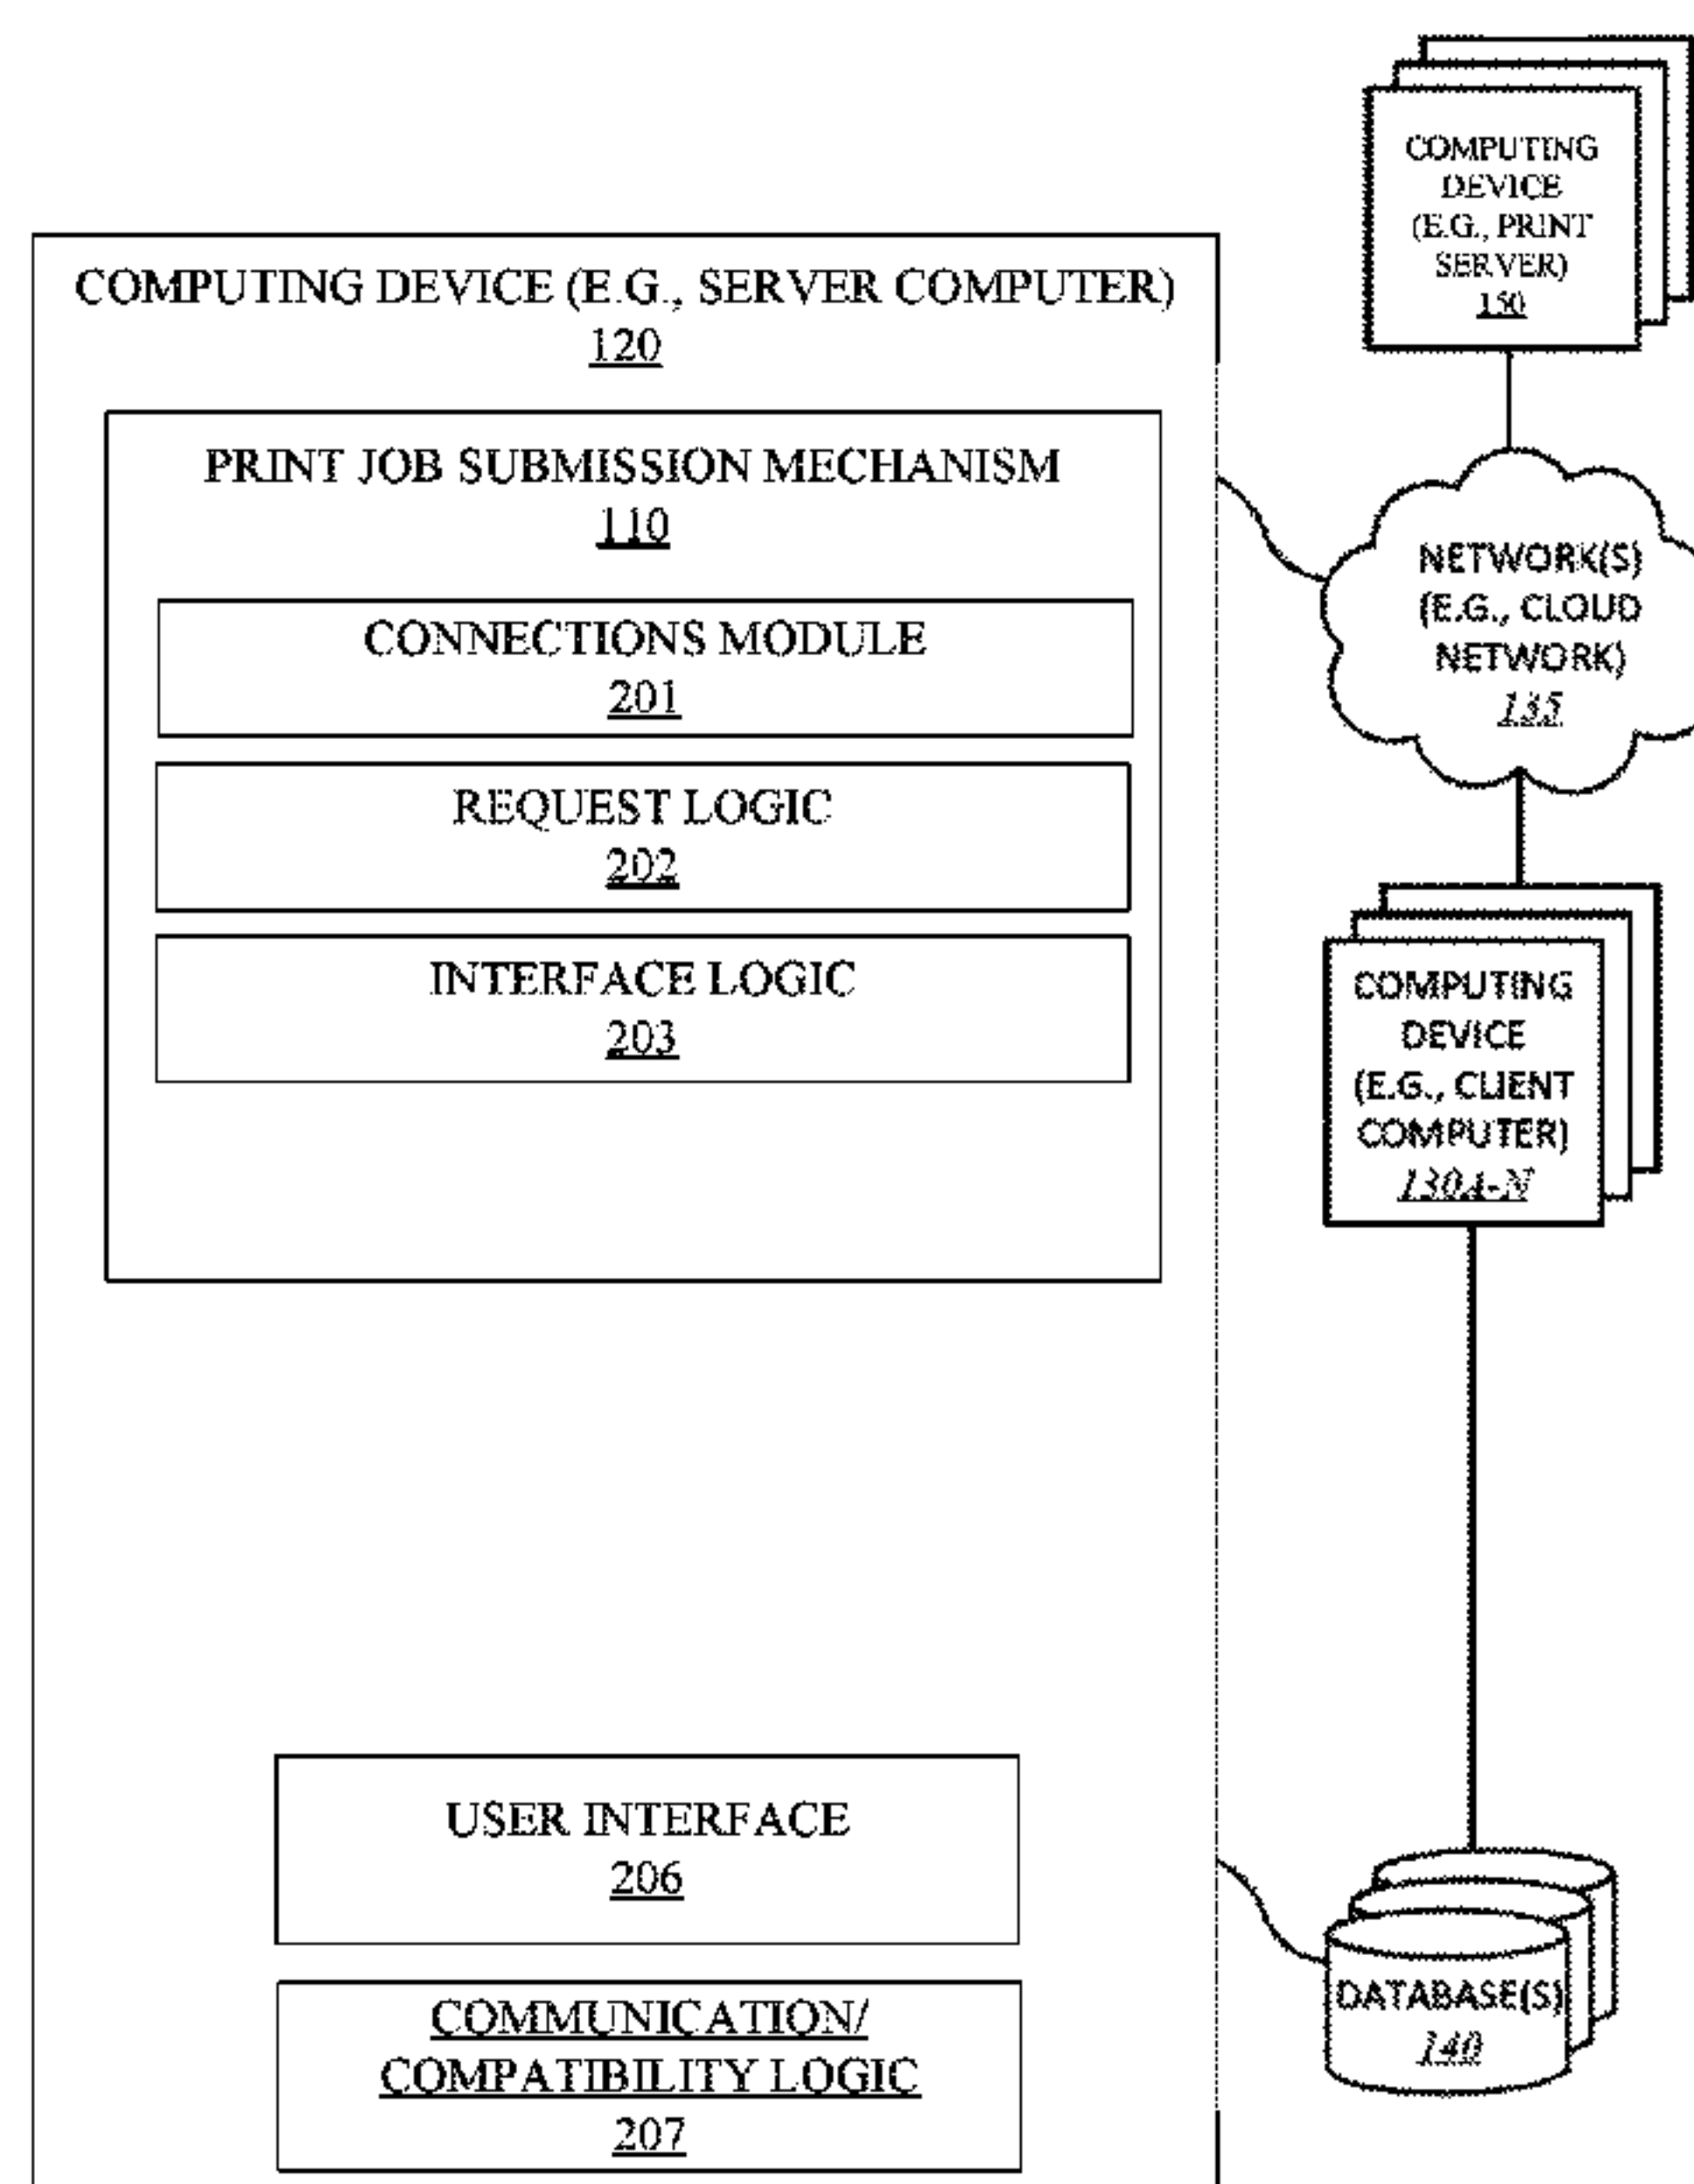 COMPUTING DEVICE (E.G., SERVER COMPUTER)
120
PRINT JOB SUBMISSION MECHANISM
110
CONNECTIONS MODULE
201
REQUEST LOGIC
202
INTERFACE LOGIC
203
USER INTERFACE
206
COMMUNICATION/
COMPATIBILITY LOGIC
207
COMPUTING
DEVICE
(E.G., PRINT
SERVER)
150
NETWORK(S)
(E.G., CLOUD
NETWORK)
135
COMPUTING
DEVICE
(E.G., CLIENT
COMPUTER)
130A-N
DATABASE(S)
140